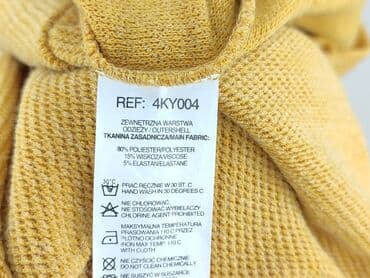 REF: 4KY004
ZEWNĘTRZNA WARSTWA
ODZIEŻY / OUTERSHELL
TKANINA ZASADNICZA/MAIN FABRIC:
80% POLIESTER/POLYESTER
15% WISKOZA/VISCOSE
5% ELASTAN/ELASTANE
30°C
PRAĆ RĘCZNIE W 30 ST. C
HAND WASH IN 30 DEGREES C
NIE CHLOROWAĆ,
NIE STOSOWAĆ WYBIELACZY
CHLORINE AGENT PROHIBITED
MAKSYMALNA TEMPERATURA
PRASOWANIA 110 C PRZEZ
PŁÓTNO OCHRONNE
IRON MAX TEMP. 110 C
WITH ANY CLOTH
NIE CZYŚCIĆ CHEMICZNIE
DO NOT CLEAN CHEMICALLY
NIE SUSZYĆ W SUSZARCE